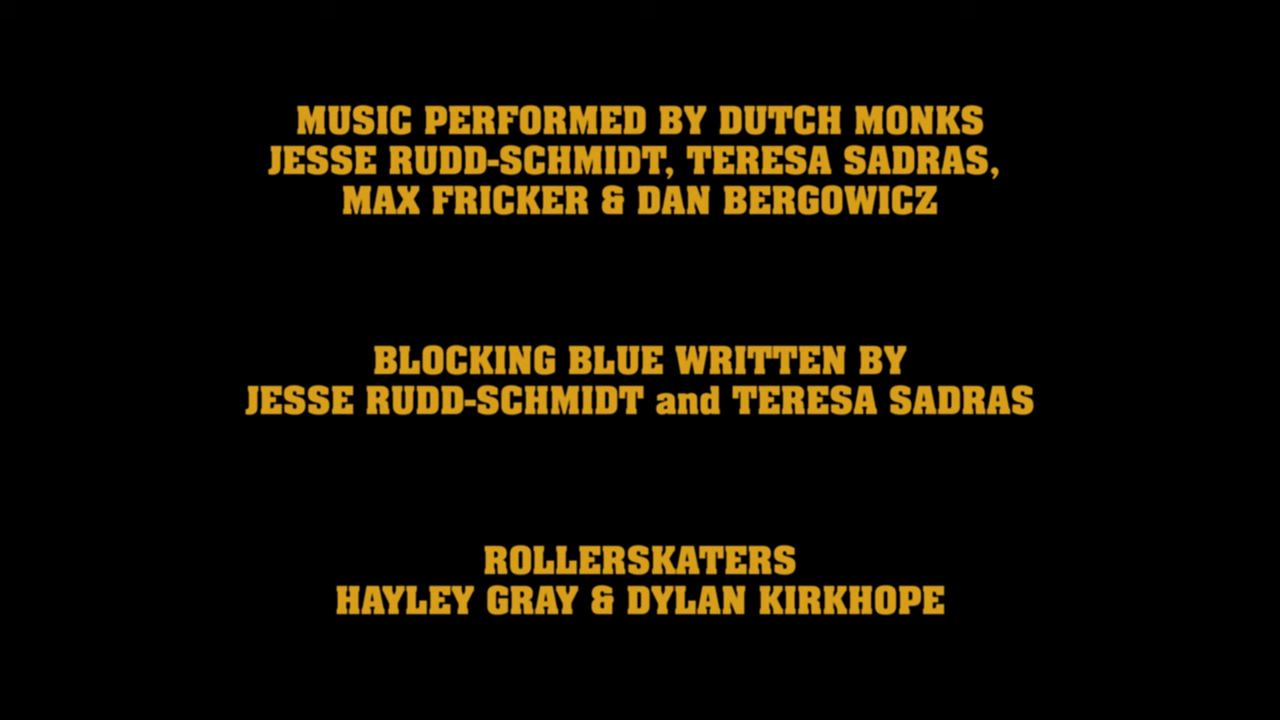 MUSIC PERFORMED BY DUTCH MONKS
JESSE RUDD-SCHMIDT, TERESA SADRAS,
MAX FRICKER & DAN BERGOWICZ
BLOCKING BLUE WRITTEN BY
JESSE RUDD-SCHMIDT and TERESA SADRAS
ROLLERSKATERS
HAYLEY GRAY & DYLAN KIRKHOPE